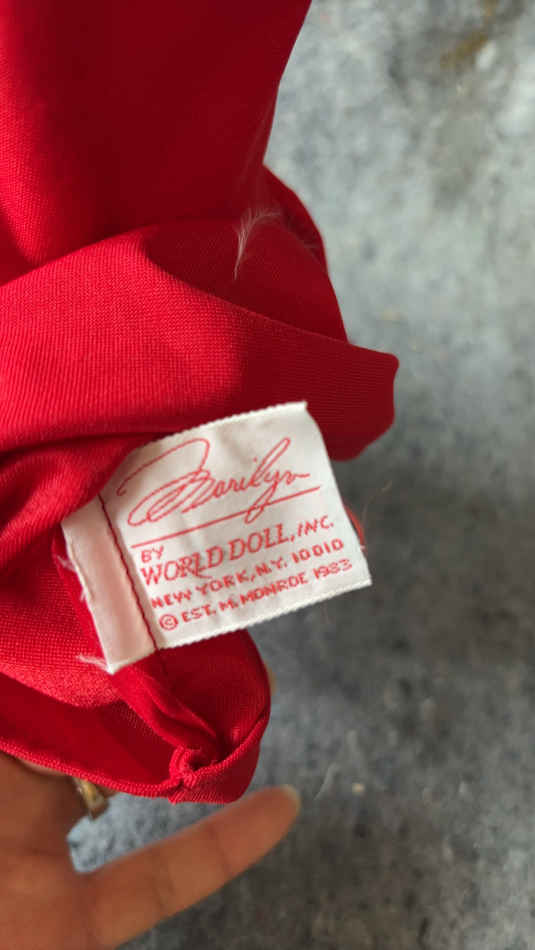 Marilyn
BY
WORLD DOLL, INC.
NEW YORK, N.Y. 10010
© EST. M. MONROE 1983